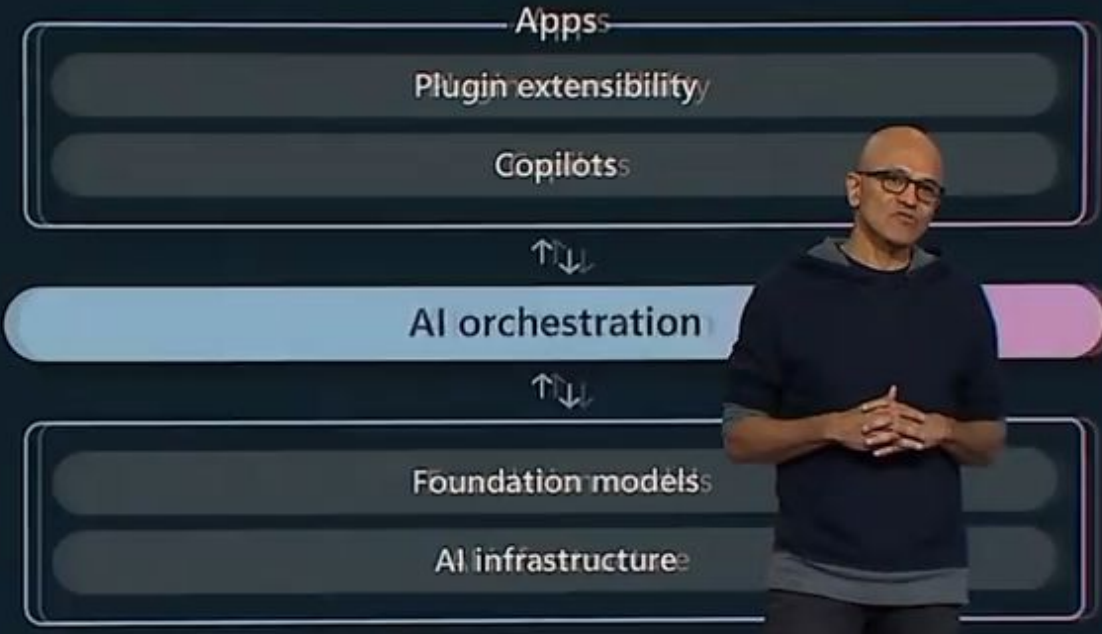 Apps
Plugin extensibility
Copilots
AI orchestration
Foundation models
AI infrastructure